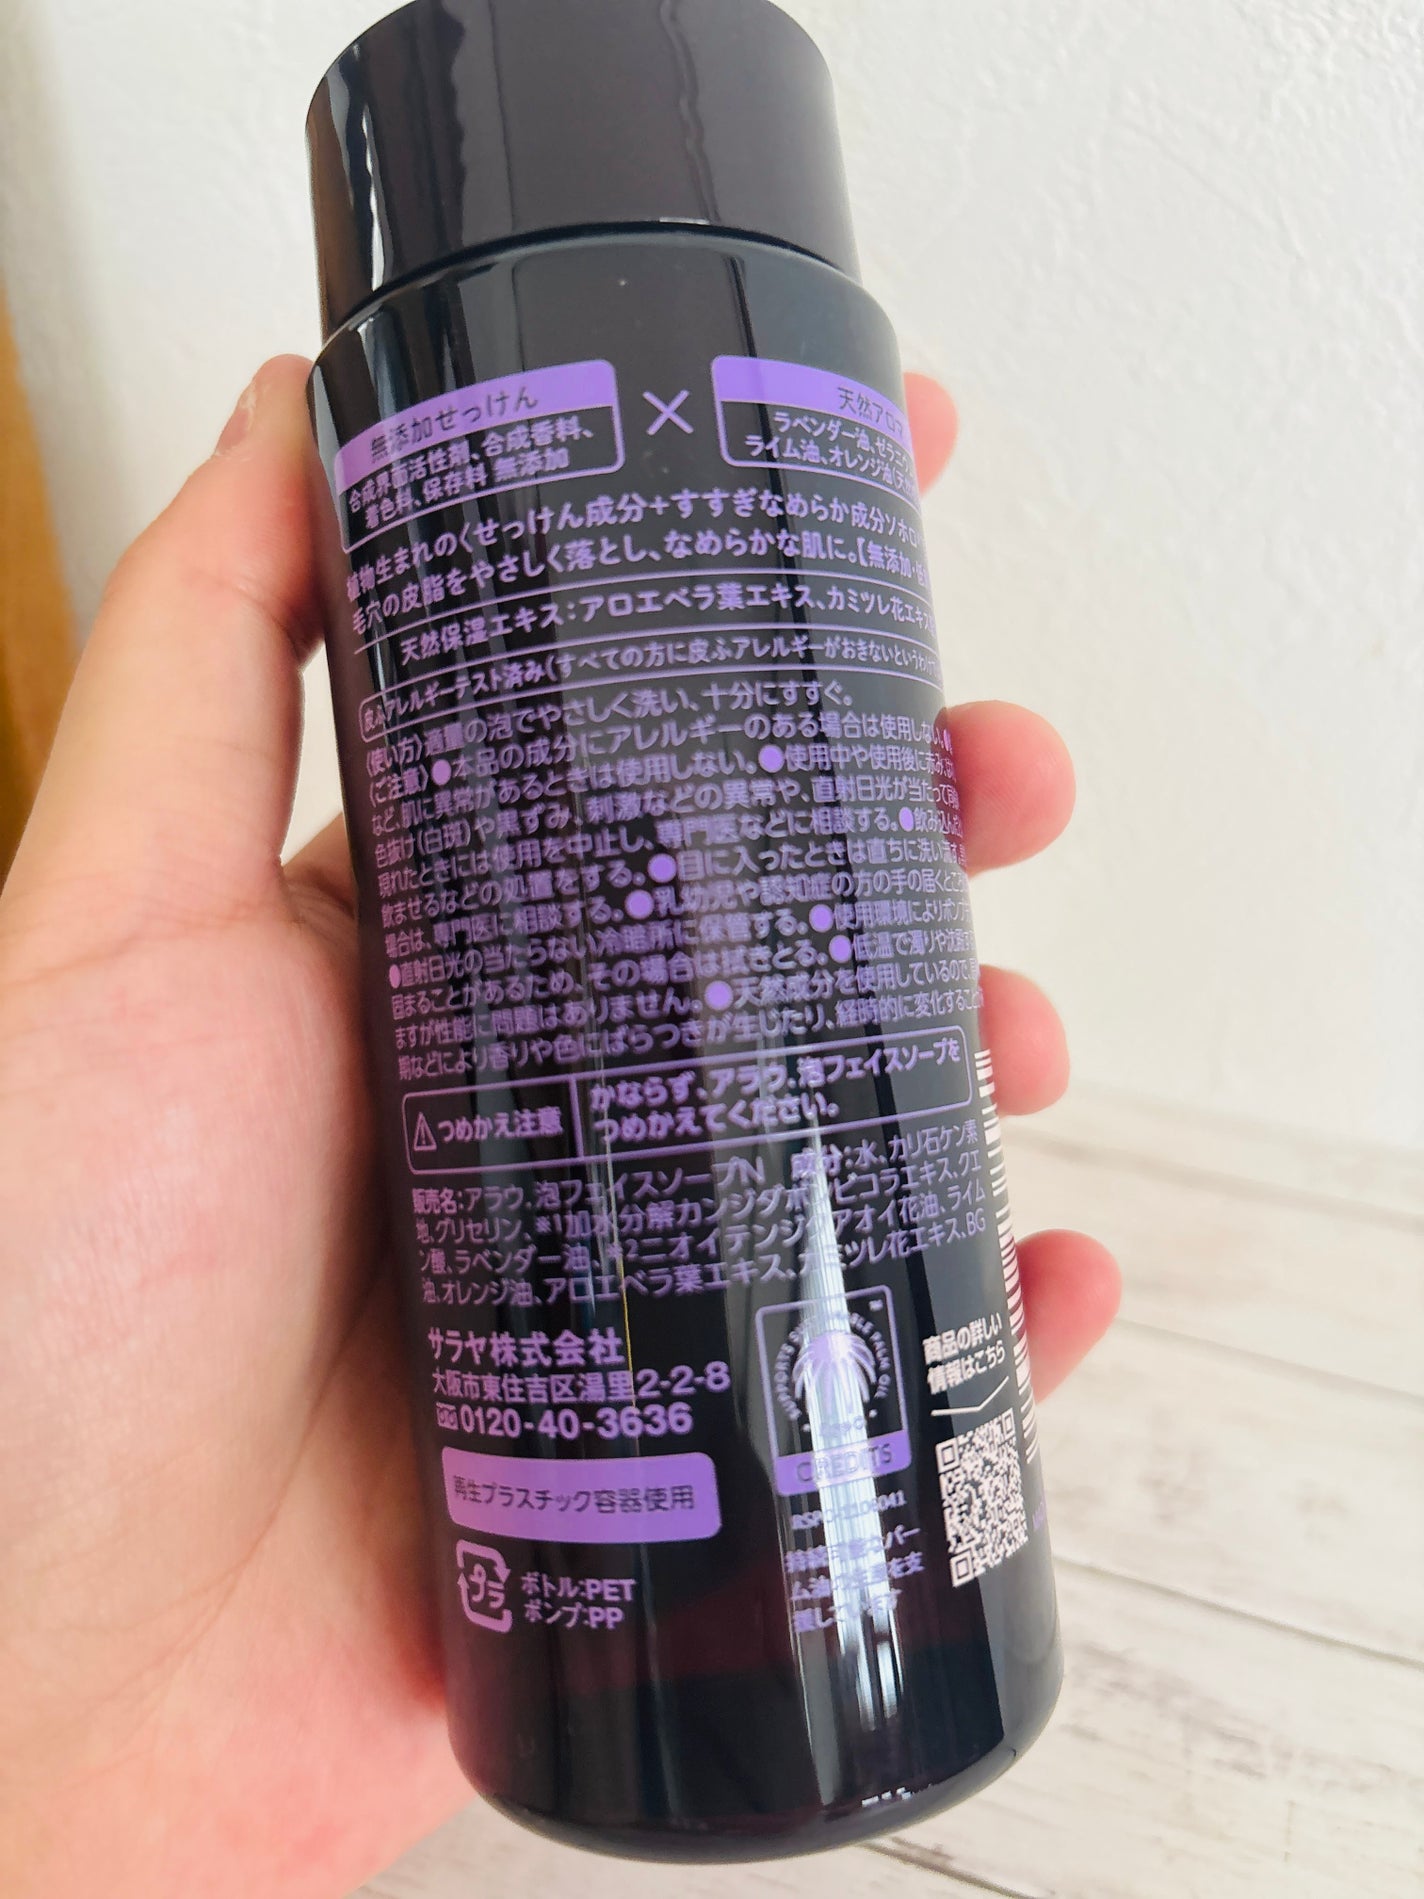 無添加せっけん
合成界面活性剤、合成香料、
着色料、保存料 無添加
×
天然アロマ
ラベンダー油、ゼラニウ
ライム油、オレンジ油(天然
植物生まれのくせっけん成分+すすぎなめらか成分ソホロ
毛穴の皮脂をやさしく落とし、なめらかな肌に。【無添加・低
天然保湿エキス:アロエベラ葉エキス、カミツレ花エキス
皮ふアレルギーテスト済み(すべての方に皮ふアレルギーがおきないというわけで
〈使い方〉適量の泡でやさしく洗い、十分にすすぐ。
〈ご注意〉●本品の成分にアレルギーのある場合は使用しない。●
など、肌に異常があるときは使用しない。●使用中や使用後に赤み、はれ
色抜け(白斑)や黒ずみ、刺激などの異常や、直射日光が当たって同様
現れたときには使用を中止し、専門医などに相談する。●飲み込んだ
飲ませるなどの処置をする。●目に入ったときは直ちに洗い流す。異
場合は、専門医に相談する。●乳幼児や認知症の方の手の届くところ
●直射日光の当たらない冷暗所に保管する。●使用環境によりポンプ
固まることがあるため、その場合は拭きとる。●低温で濁りや沈殿
ますが性能に問題はありません。●天然成分を使用しているので、
期などにより香りや色にばらつきが生じたり、経時的に変化すること
つめかえ注意
かならず、アラウ.泡フェイスソープを
つめかえてください。
販売名:アラウ.泡フェイスソープN 成分:水、カリ石ケン素
地、グリセリン、※1加水分解カンジダボンビコラエキス、クエ
ン酸、ラベンダー油、※2ニオイテンジクアオイ花油、ライム
油、オレンジ油、アロエベラ葉エキス、カミツレ花エキス、BG
サラヤ株式会社
大阪市東住吉区湯里2-2-8
0120-40-3636
再生プラスチック容器使用
プラ
ボトル:PET
ポンプ:PP
CREDITS
商品の詳しい
情報はこちら